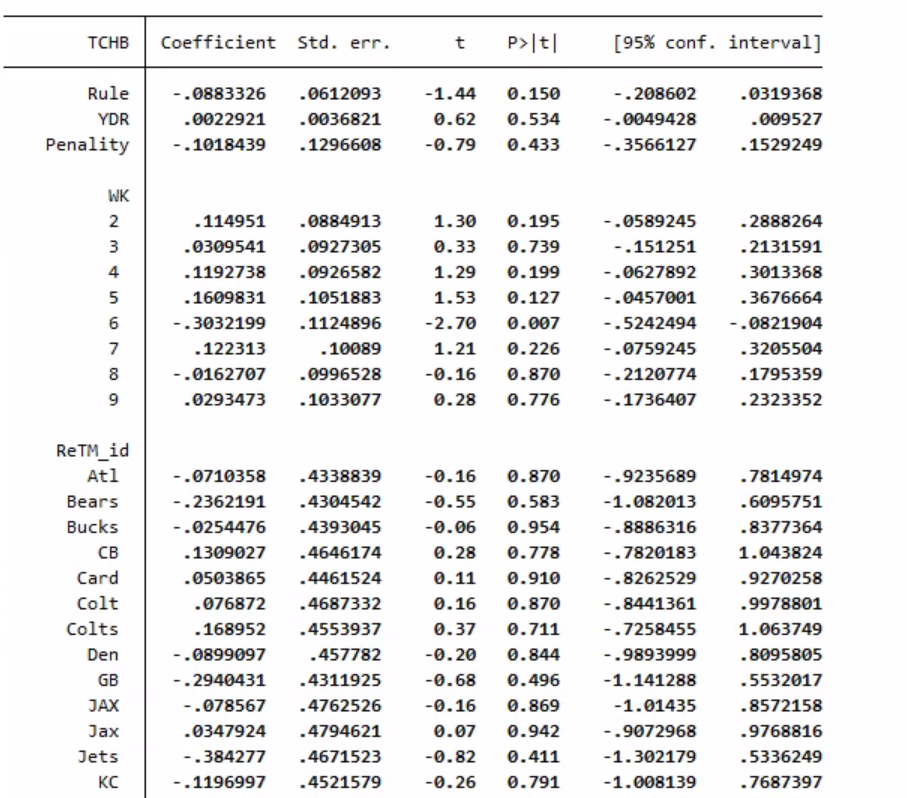 TCHB Coefficient Std. err. t P>|t| [95% conf. interval]
Rule -.0883326 .0612093 -1.44 0.150 -.208602 .0319368
YDR .0022921 .0036821 0.62 0.534 -.0049428 .009527
Penality -.1018439 .1296608 -0.79 0.433 -.3566127 .1529249
WK
2 .114951 .0884913 1.30 0.195 -.0589245 .2888264
3 .0309541 .0927305 0.33 0.739 -.151251 .2131591
4 .1192738 .0926582 1.29 0.199 -.0627892 .3013368
5 .1609831 .1051883 1.53 0.127 -.0457001 .3676664
6 -.3032199 .1124896 -2.70 0.007 -.5242494 -.0821904
7 .122313 .10089 1.21 0.226 -.0759245 .3205504
8 -.0162707 .0996528 -0.16 0.870 -.2120774 .1795359
9 .0293473 .1033077 0.28 0.776 -.1736407 .2323352
ReTM_id
Atl -.0710358 .4338839 -0.16 0.870 -.9235689 .7814974
Bears -.2362191 .4304542 -0.55 0.583 -1.082013 .6095751
Bucks -.0254476 .4393045 -0.06 0.954 -.8886316 .8377364
CB .1309027 .4646174 0.28 0.778 -.7820183 1.043824
Card .0503865 .4461524 0.11 0.910 -.8262529 .9270258
Colt .076872 .4687332 0.16 0.870 -.8441361 .9978801
Colts .168952 .4553937 0.37 0.711 -.7258455 1.063749
Den -.0899097 .457782 -0.20 0.844 -.9893999 .8095805
GB -.2940431 .4311925 -0.68 0.496 -1.141288 .5532017
JAX -.078567 .4762526 -0.16 0.869 -1.01435 .8572158
Jax .0347924 .4794621 0.07 0.942 -.9072968 .9768816
Jets -.384277 .4671523 -0.82 0.411 -1.302179 .5336249
KC -.1196997 .4521579 -0.26 0.791 -1.008139 .7687397